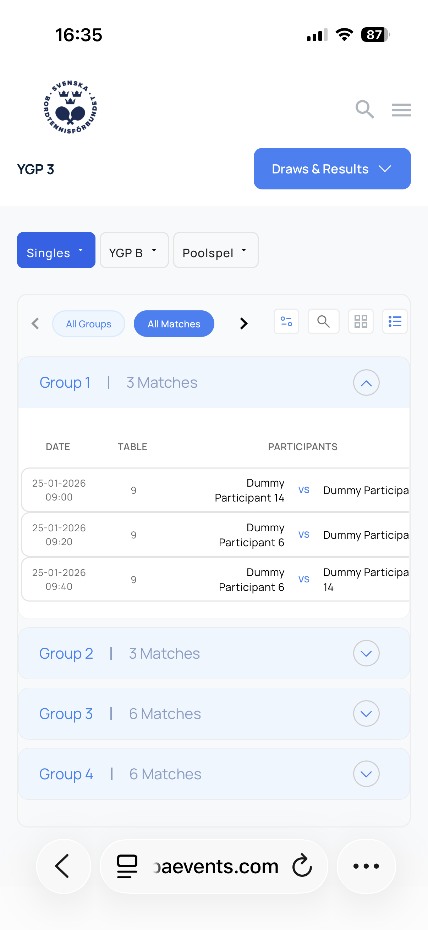 16:35
87
SVENSKA
BORDTENNISFÖRBUNDET
YGP 3
Draws & Results
Singles
YGP B
Poolspel
All Groups
All Matches
Group 1 | 3 Matches
DATE TABLE PARTICIPANTS
25-01-2026
09:00
9
Dummy
Participant 14
vs
Dummy Participa
25-01-2026
09:20
9
Dummy
Participant 6
vs
Dummy Participa
25-01-2026
09:40
9
Dummy
Participant 6
vs
Dummy Participa
14
Group 2 | 3 Matches
Group 3 | 6 Matches
Group 4 | 6 Matches
aevents.com